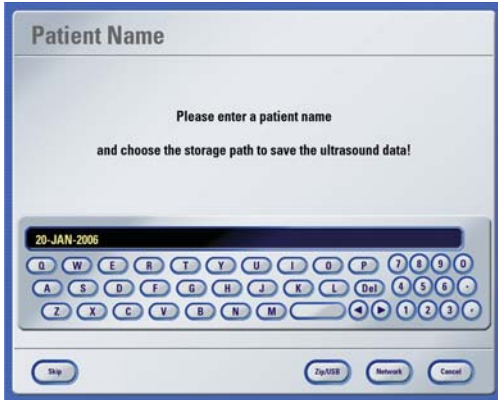 Patient Name
Please enter a patient name
and choose the storage path to save the ultrasound data!
20-JAN-2006
Q W E R T Y U I O P 7 8 9 0
A S D F G H J K L Del 4 5 6 -
Z X C V B N M ◀ ▶ 1 2 3
Skip Zip/USB Network Cancel